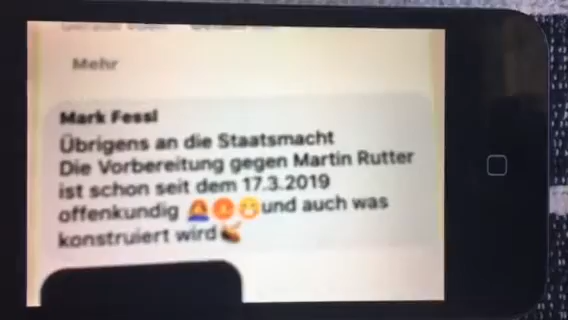 Mehr
Mark Fessl
Übrigens an die Staatsmacht
Die Vorbereitung gegen Martin Rutter
ist schon seit dem 17.3.2019
offenkundig 🤦‍♂️😡😷und auch was
konstruiert wird